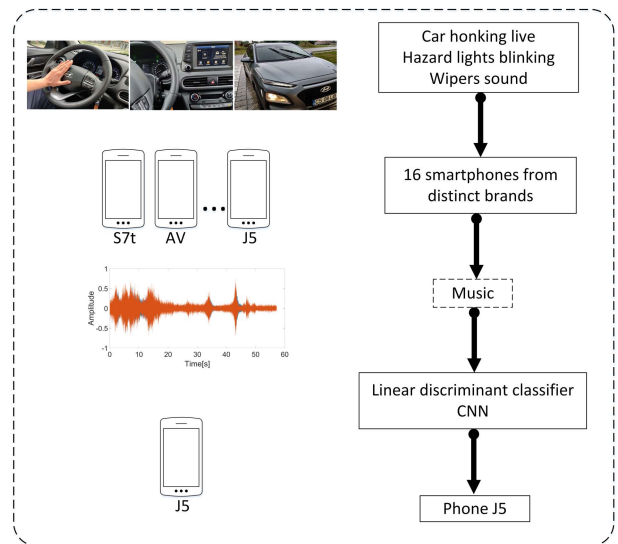 Car honking live
Hazard lights blinking
Wipers sound
16 smartphones from
distinct brands
S7t AV J5
1
0.5
0
-0.5
-1
Amplitude
0 10 20 30 40 50 60
Time[s]
Music
Linear discriminant classifier
CNN
J5
Phone J5